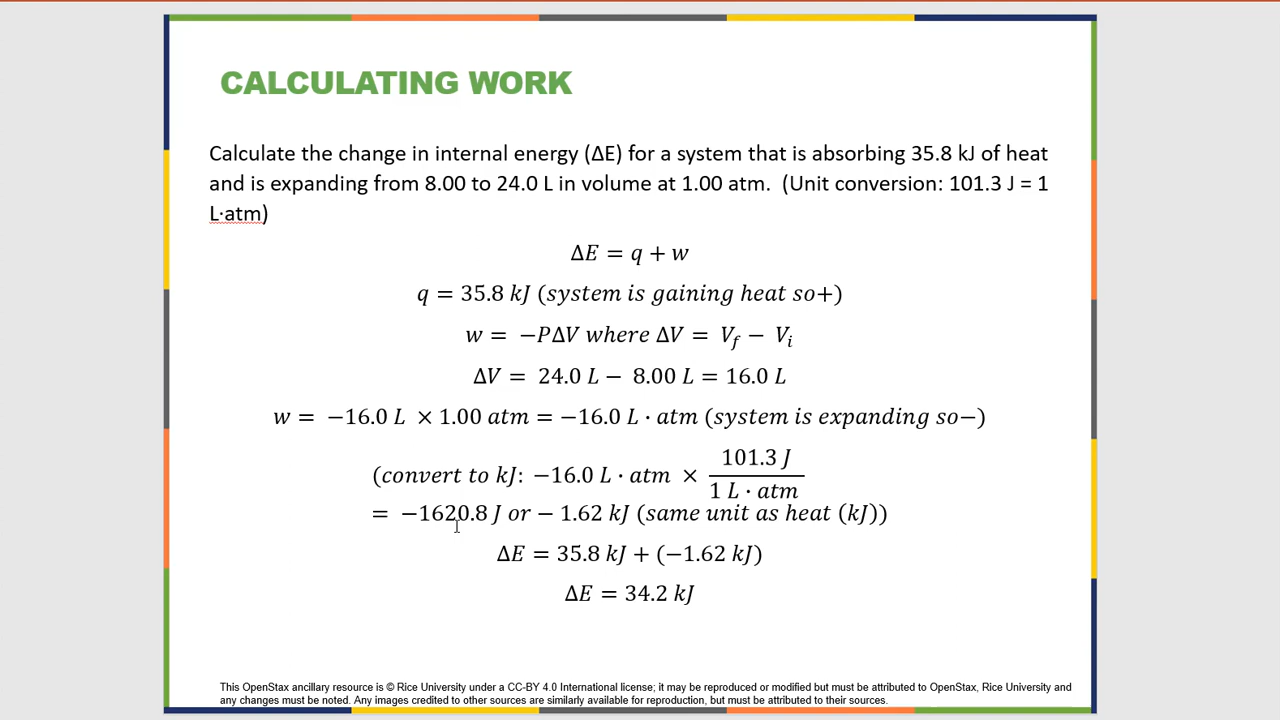 CALCULATING WORK
Calculate the change in internal energy (ΔE) for a system that is absorbing 35.8 kJ of heat
and is expanding from 8.00 to 24.0 L in volume at 1.00 atm.  (Unit conversion: 101.3 J = 1
L·atm)
ΔE = q + w
q = 35.8 kJ (system is gaining heat so+)
w = −PΔV where ΔV = V_f − V_i
ΔV = 24.0 L − 8.00 L = 16.0 L
w = −16.0 L × 1.00 atm = −16.0 L · atm (system is expanding so−)
(convert to kJ: −16.0 L · atm × 101.3 J / 1 L · atm
= −1620.8 J or − 1.62 kJ (same unit as heat (kJ))
ΔE = 35.8 kJ + (−1.62 kJ)
ΔE = 34.2 kJ
This OpenStax ancillary resource is © Rice University under a CC-BY 4.0 International license; it may be reproduced or modified but must be attributed to OpenStax, Rice University and
any changes must be noted. Any images credited to other sources are similarly available for reproduction, but must be attributed to their sources.